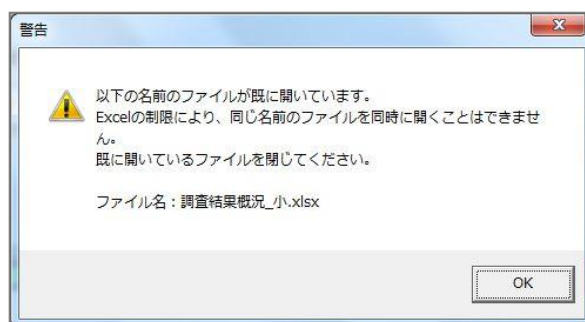 警告
以下の名前のファイルが既に開いています。
Excelの制限により、同じ名前のファイルを同時に開くことはできませ
ん。
既に開いているファイルを閉じてください。
ファイル名：調査結果概況_小.xlsx
OK